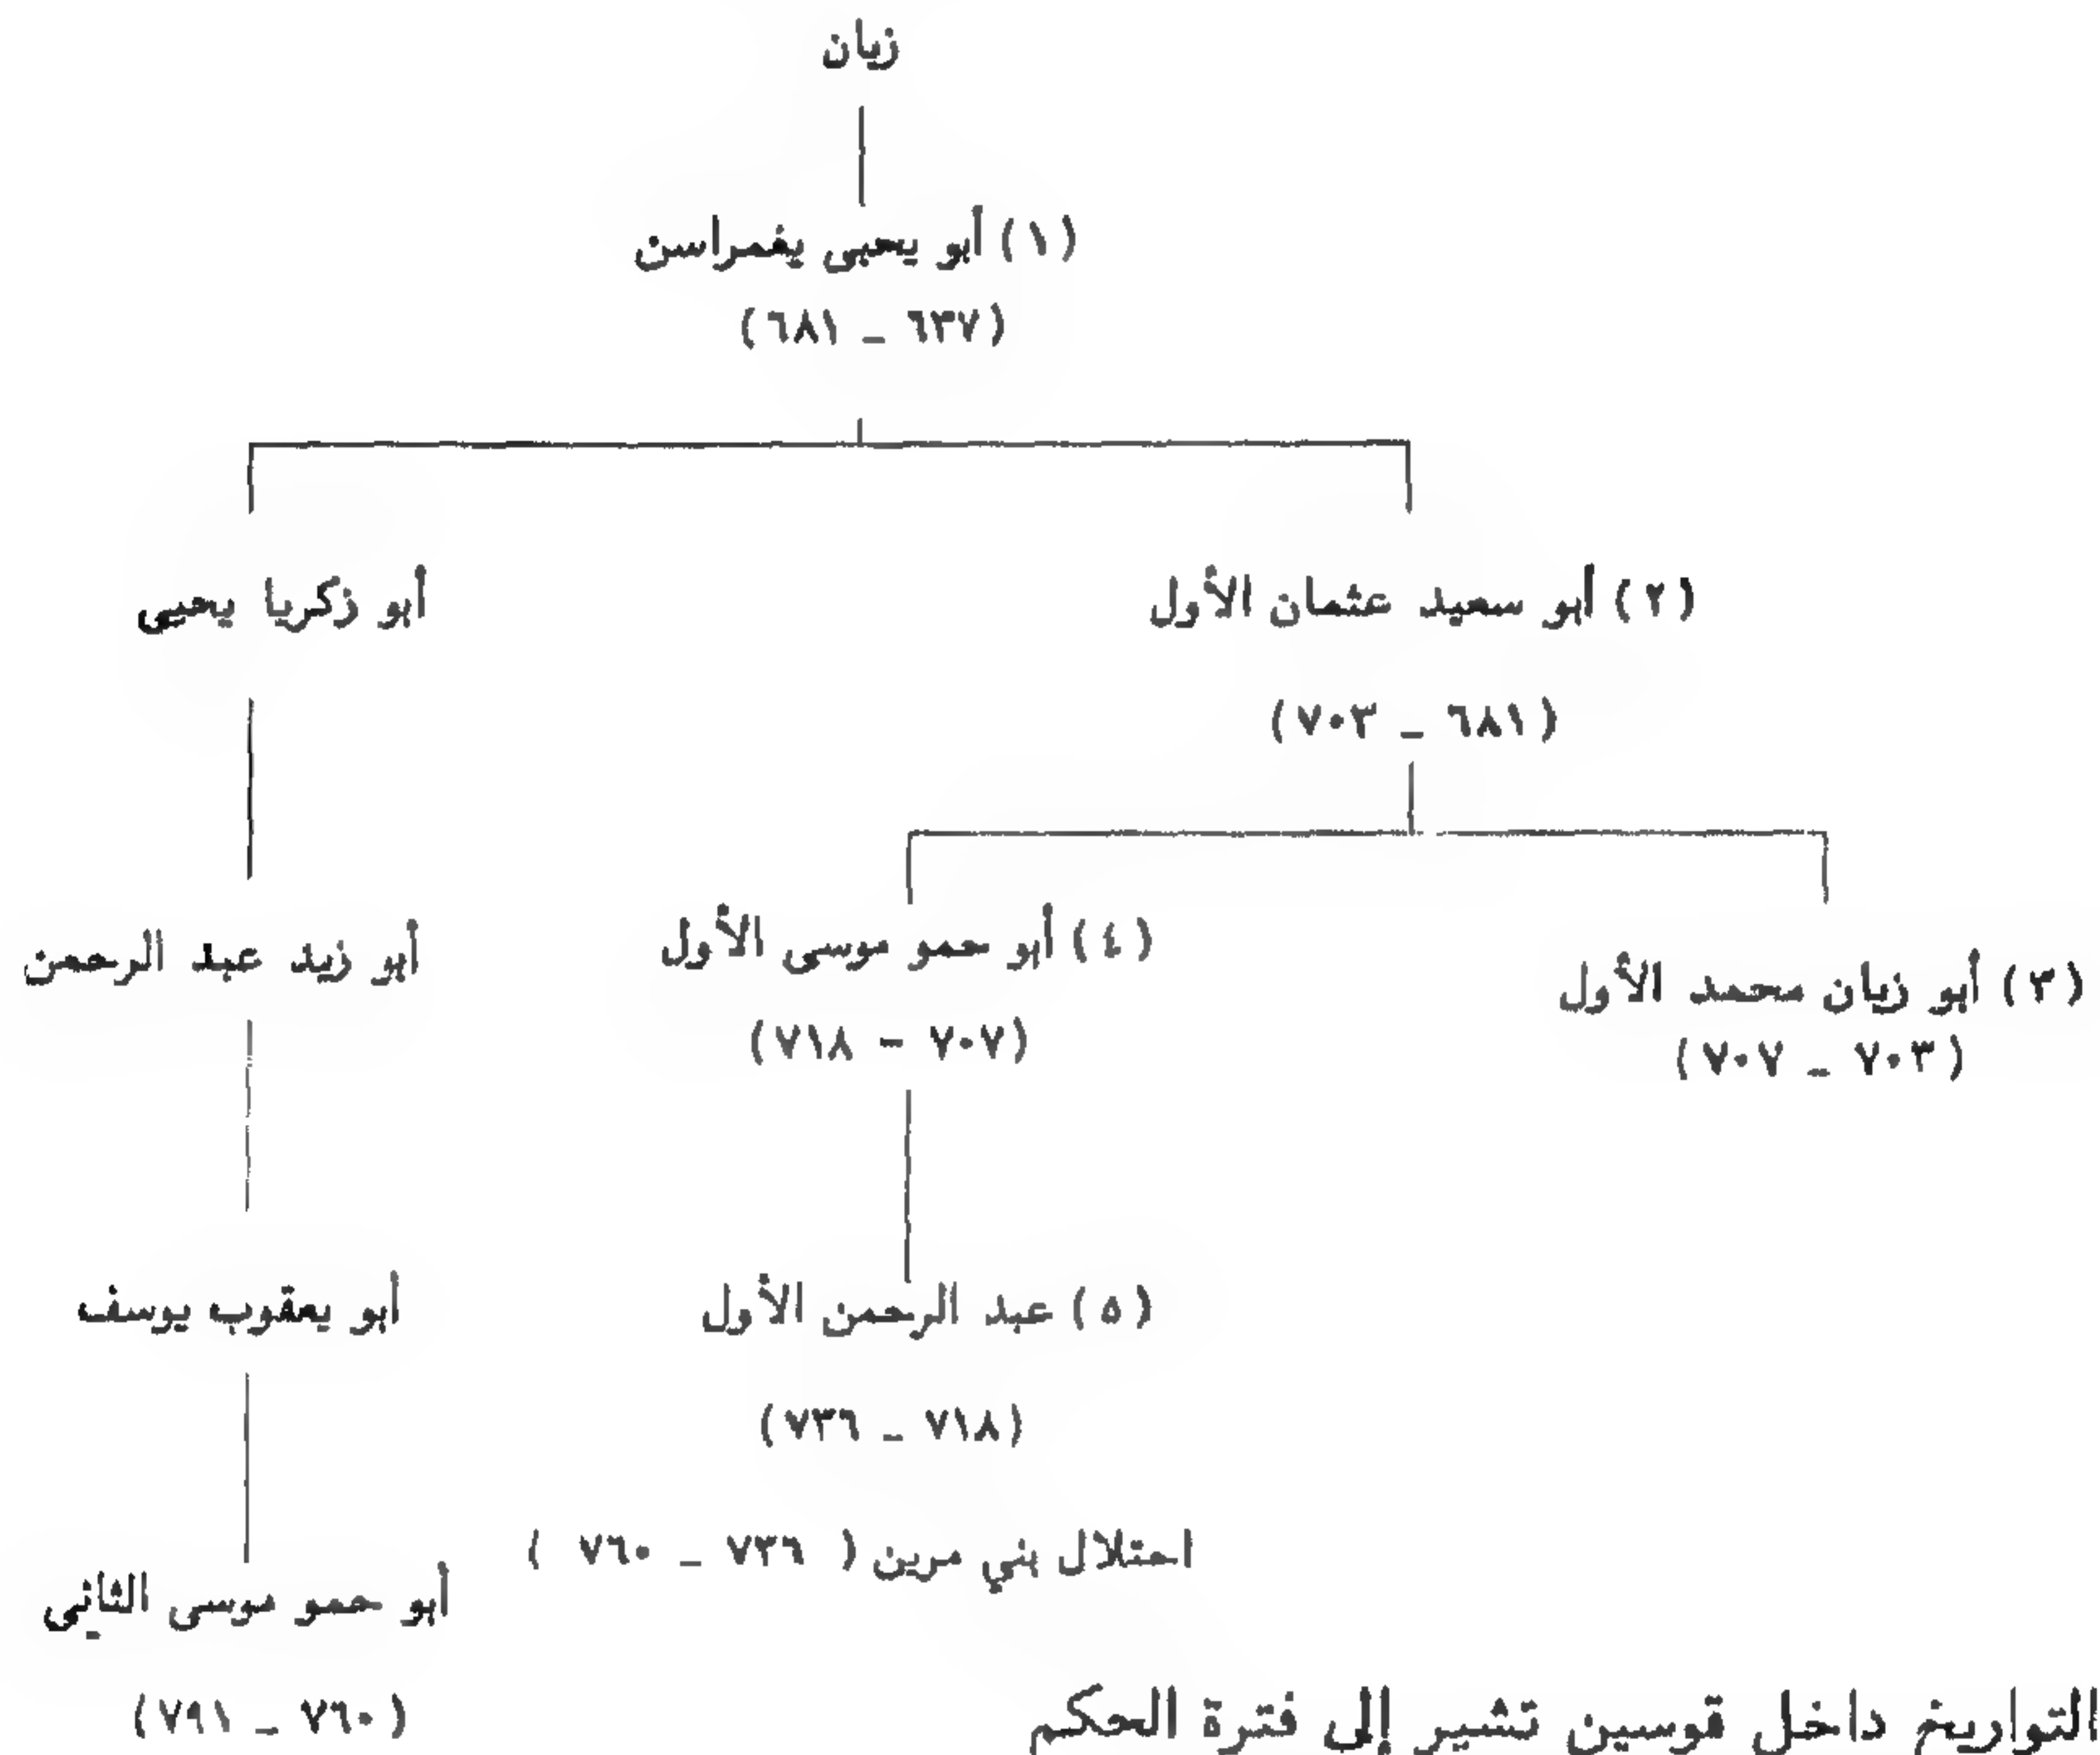 زيان
(١) أبو يحيى يغمراسن
(٦٣٧ _ ٦٨١)
(٢) أبو سعيد عثمان الأول
أبو زكريا يحيى
(٦٨١ _ ٧٠٣)
(٤) أبو حمو موسى الأول
أبو زيد عبد الرحمن
(٣) أبو زيان محمد الأول
(٧٠٧ - ٧١٨)
(٧٠٣ _ ٧٠٧)
(٥) عبد الرحمن الأول
أبو يعقوب يوسف
(٧١٨ _ ٧٣٦)
احتلال بني مرين ( ٧٣٦ _ ٧٦٠ )
أبو حمو موسى الثاني
(٧٦٠ _ ٧٩١)
التواريخ داخل قوسين تشير إلى فترة الحكم